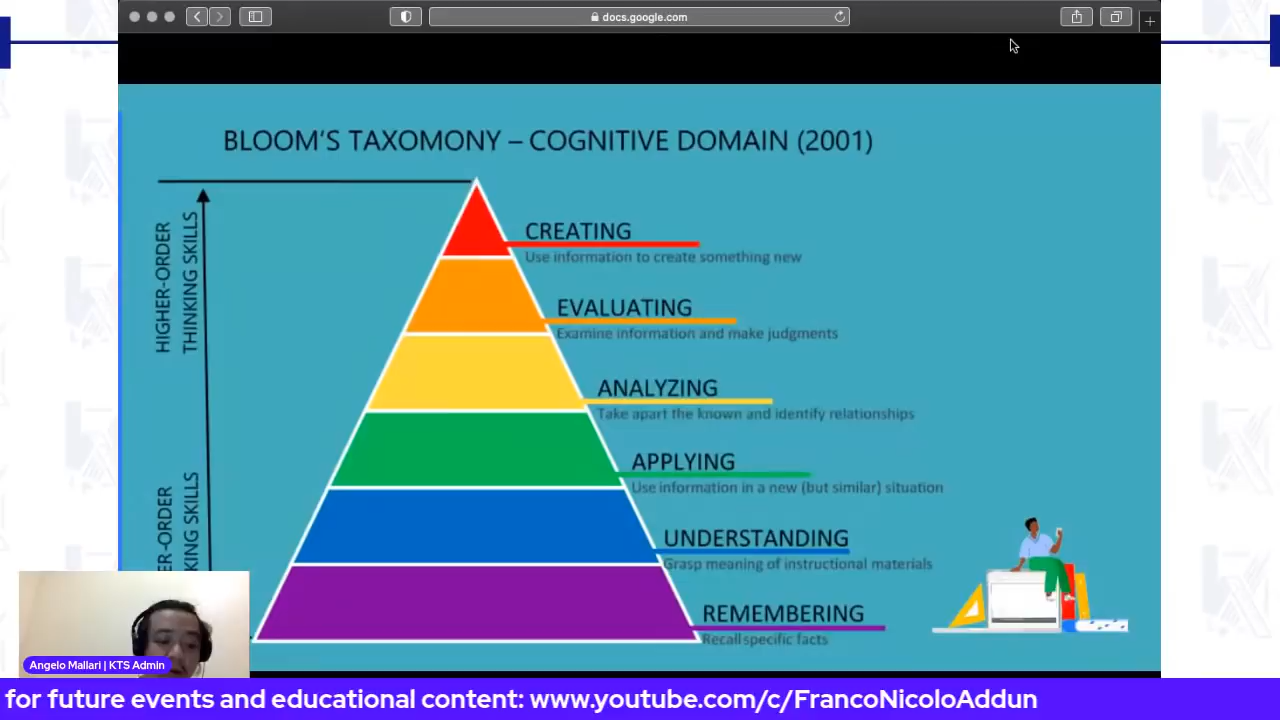 docs.google.com
BLOOM'S TAXOMONY – COGNITIVE DOMAIN (2001)
HIGHER-ORDER
THINKING SKILLS
CREATING
Use information to create something new
EVALUATING
Examine information and make judgments
ANALYZING
Take apart the known and identify relationships
APPLYING
Use information in a new (but similar) situation
ER-ORDER
KING SKILLS
UNDERSTANDING
Grasp meaning of instructional materials
REMEMBERING
Recall specific facts
Angelo Mallari | KTS Admin
for future events and educational content: www.youtube.com/c/FrancoNicoloAddun